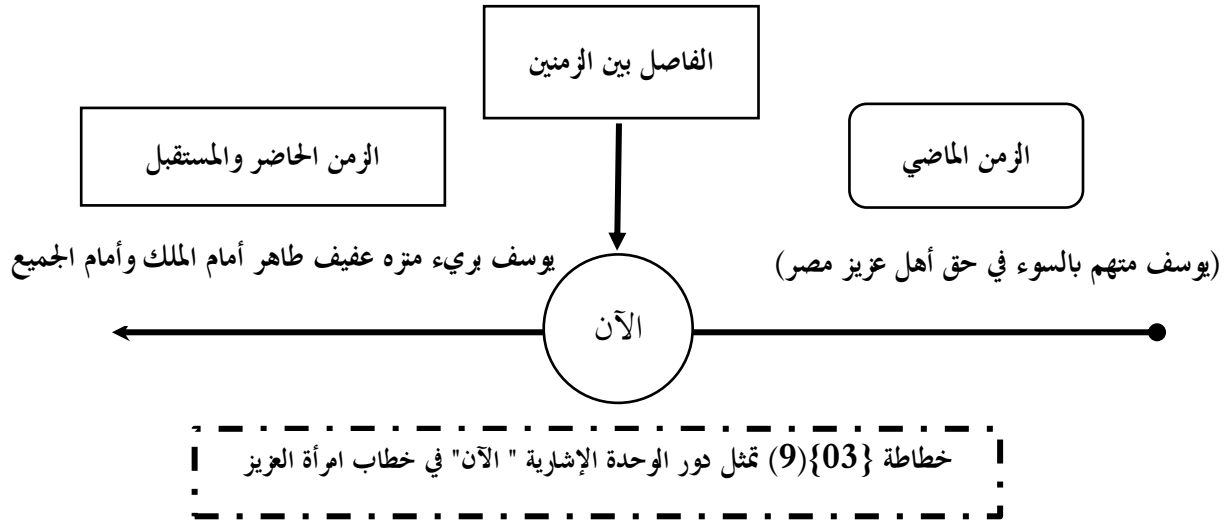 الفاصل بين الزمنين
الزمن الماضي
الزمن الحاضر والمستقبل
(يوسف متهم بالسوء في حق أهل عزيز مصر)
يوسف بريء متره عفيف طاهر أمام الملك وأمام الجميع
الآن
خطاطة {03}(9) تمثل دور الوحدة الإشارية " الآن" في خطاب امرأة العزيز